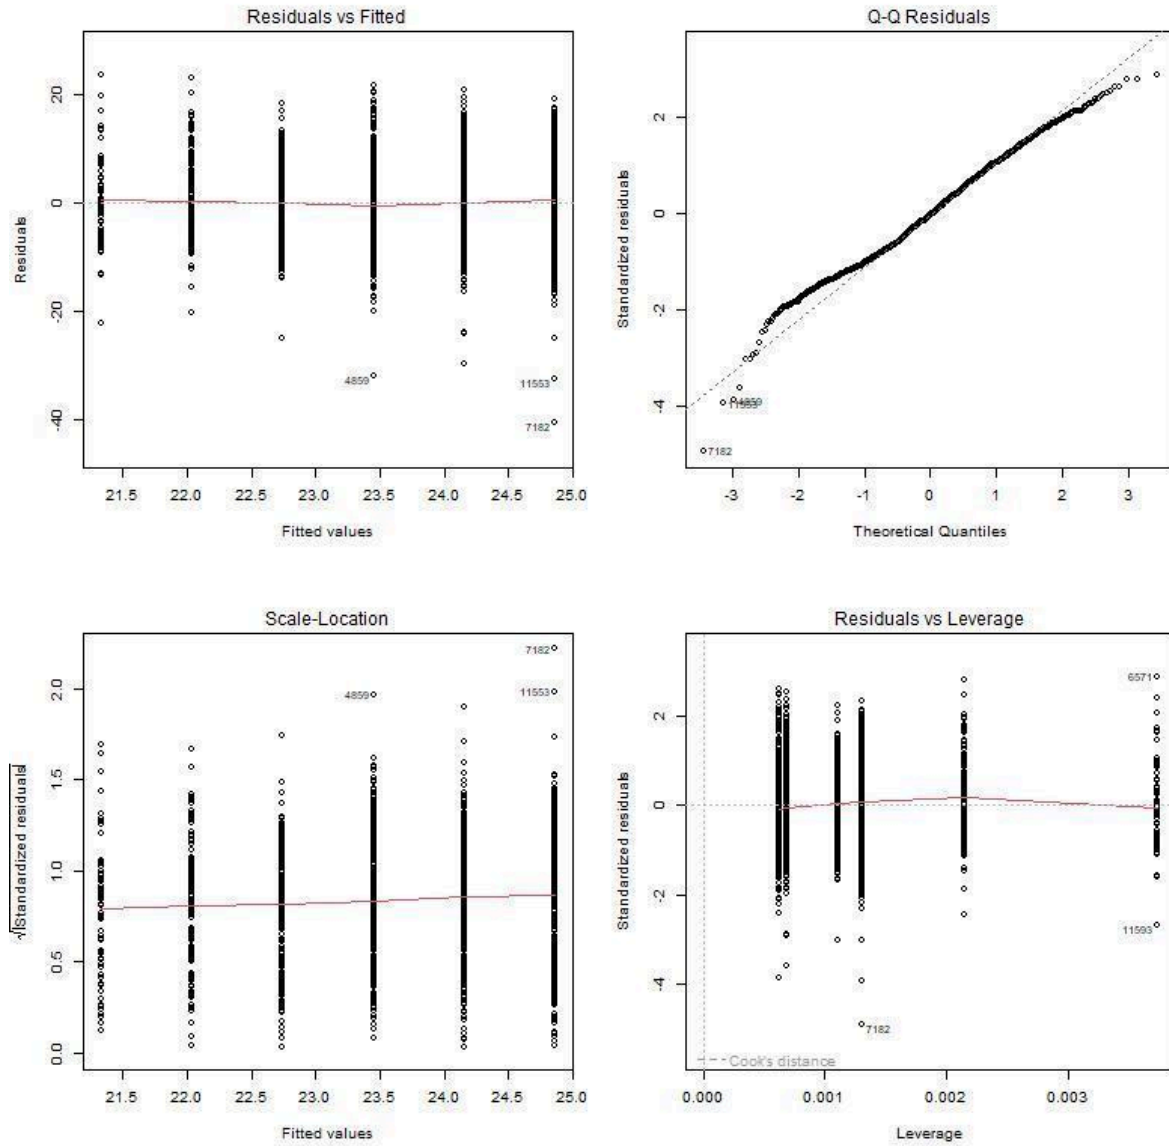 Residuals vs Fitted
Residuals
20
0
-20
-40
4859
11553
7182
21.5 22.0 22.5 23.0 23.5 24.0 24.5 25.0
Fitted values
Q-Q Residuals
Standardized residuals
2
0
-2
-4
4859
11553
7182
-3 -2 -1 0 1 2 3
Theoretical Quantiles
Scale-Location
√|Standardized residuals|
2.0
1.5
1.0
0.5
0.0
7182
4859
11553
21.5 22.0 22.5 23.0 23.5 24.0 24.5 25.0
Fitted values
Residuals vs Leverage
Standardized residuals
2
0
-2
-4
6571
11593
7182
Cook's distance
0.000 0.001 0.002 0.003
Leverage